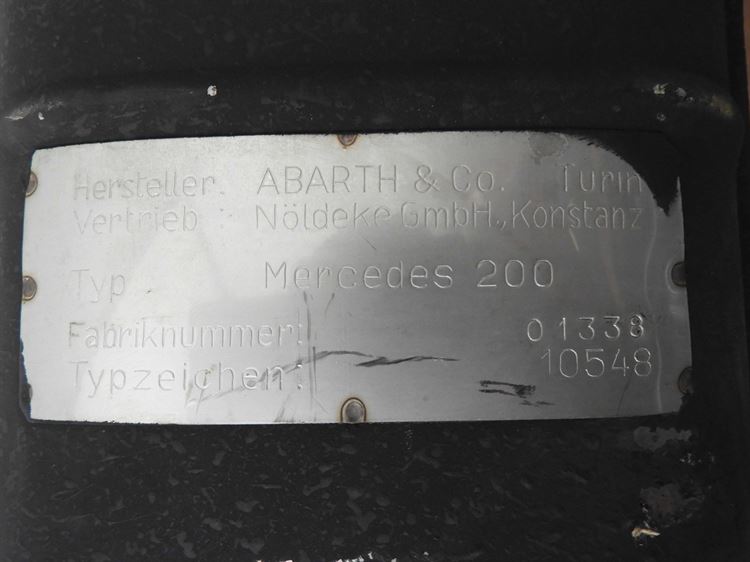 Hersteller. ABARTH & Co. Turin
Vertrieb : Nöldeke GmbH., Konstanz
Typ Mercedes 200
Fabriknummer: 01338
Typzeichen: 10548